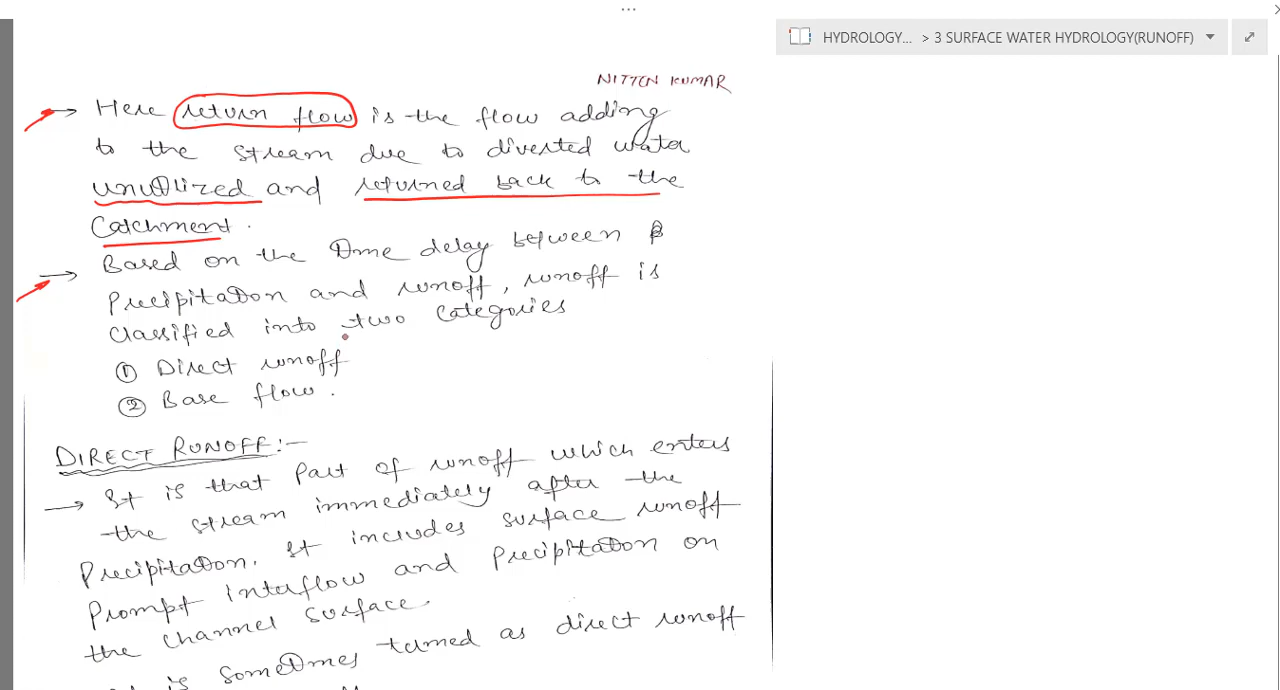 ...
HYDROLOGY... > 3 SURFACE WATER HYDROLOGY(RUNOFF)
NITTEN KUMAR
→ Here return flow is the flow adding
to the stream due to diverted water
unutilized and returned back to the
Catchment.
→ Based on the time delay between
Precipitation and runoff, runoff is
classified into two categories
① Direct runoff
② Base flow.
DIRECT RUNOFF:-
→ It is that part of runoff which enters
the stream immediately after the
Precipitation. It includes surface runoff
Prompt interflow and Precipitation on
the channel surface.
is sometimes termed as direct runoff